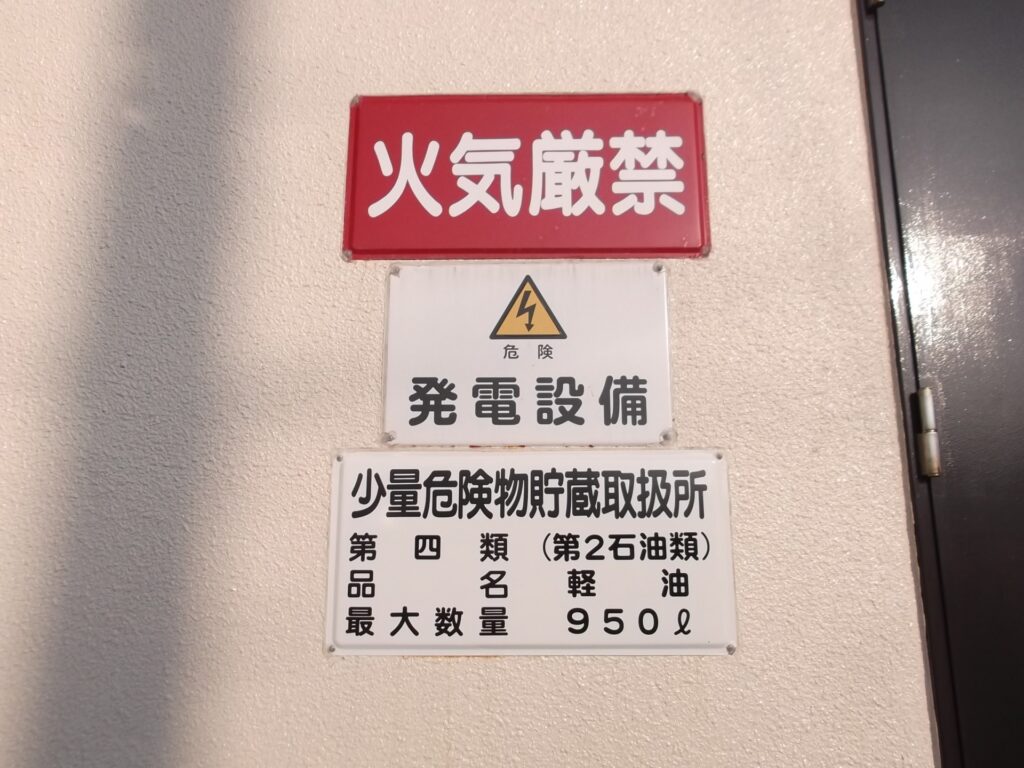 火気厳禁
危険
発電設備
少量危険物貯蔵取扱所
第四類（第2石油類）
品名 軽油
最大数量 950ℓ